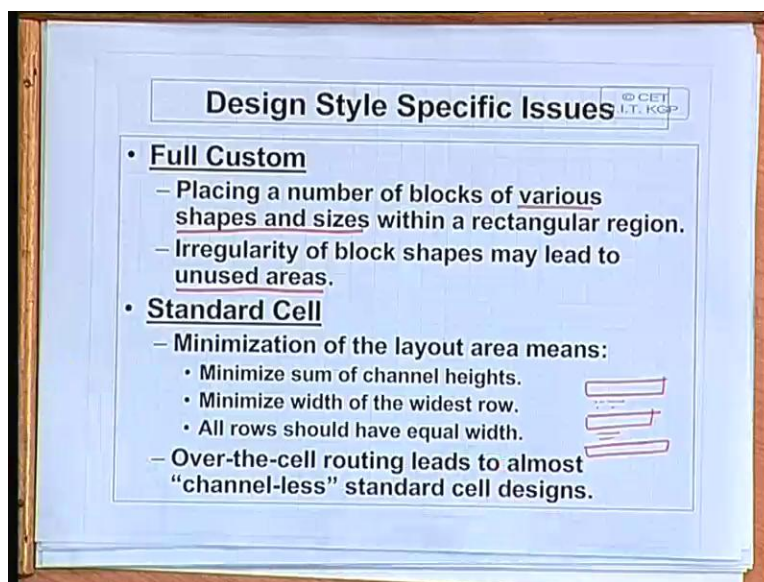 Design Style Specific Issues
© CET
I.I.T. KGP
• Full Custom
– Placing a number of blocks of various
shapes and sizes within a rectangular region.
– Irregularity of block shapes may lead to
unused areas.
• Standard Cell
– Minimization of the layout area means:
• Minimize sum of channel heights.
• Minimize width of the widest row.
• All rows should have equal width.
– Over-the-cell routing leads to almost
“channel-less” standard cell designs.